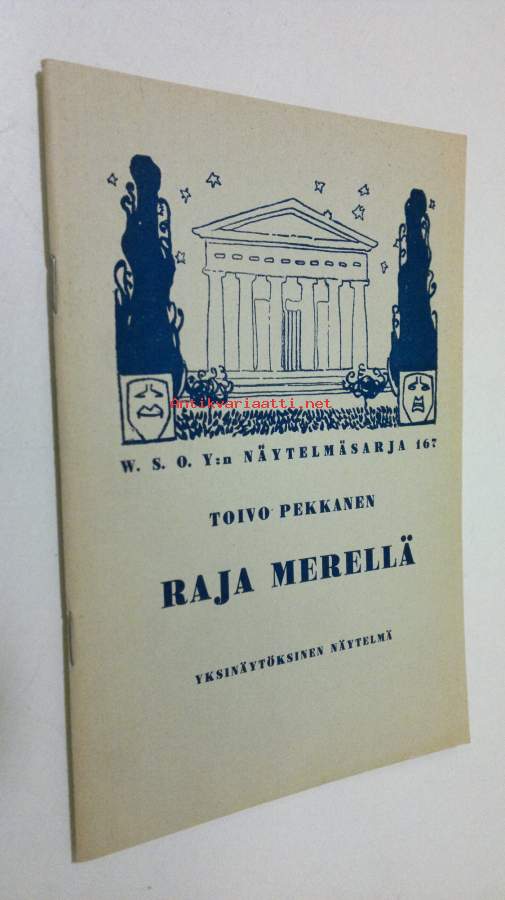 Antikvariaatti.net
W. S. O. Y:n NÄYTELMÄSARJA 167
TOIVO PEKKANEN
RAJA MERELLÄ
YKSINÄYTÖKSINEN NÄYTELMÄ